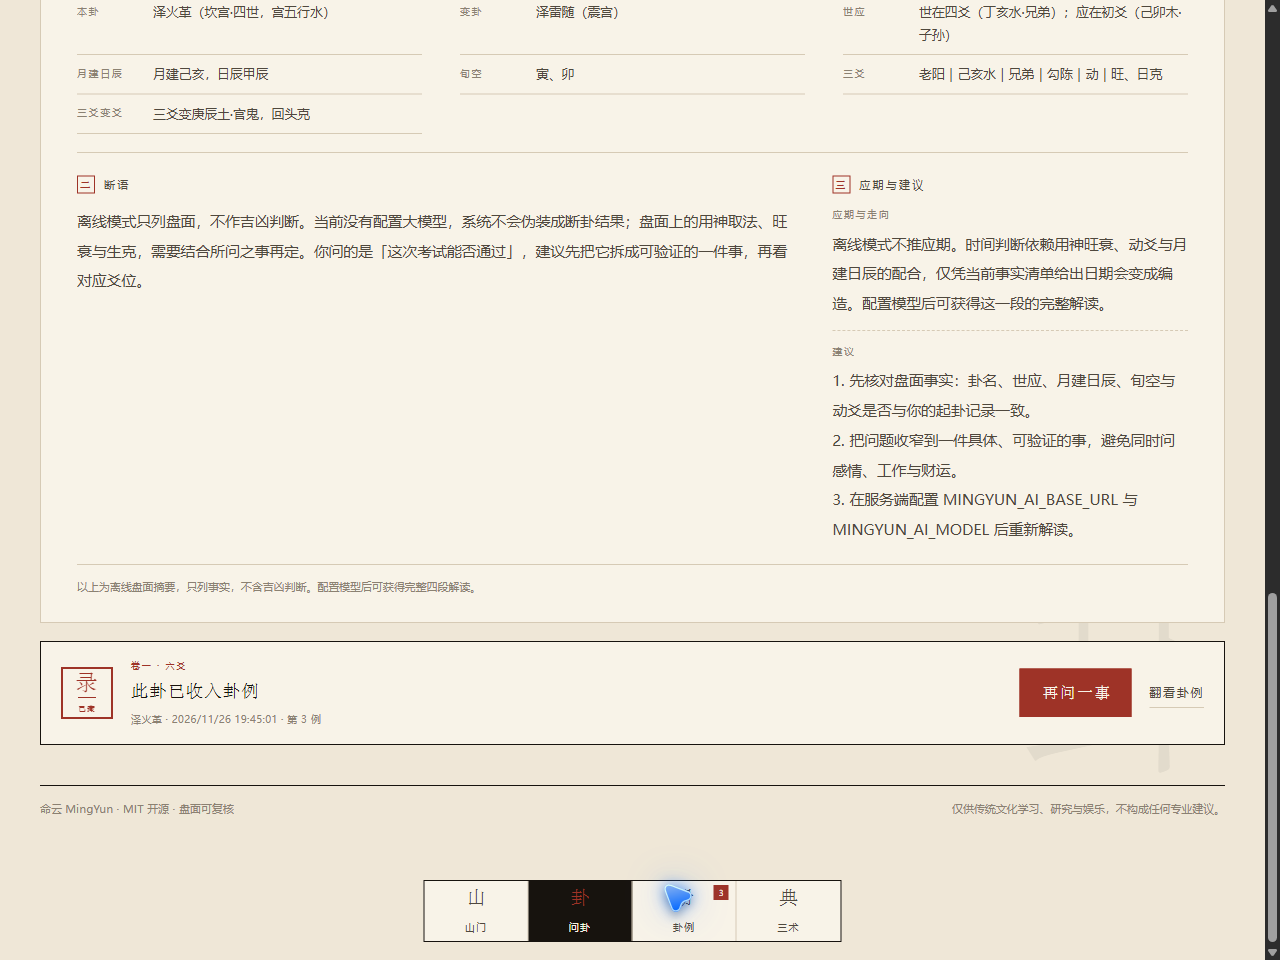 本卦 泽火革（坎宫·四世，宫五行水）
变卦 泽雷随（震宫）
世应 世在四爻（丁亥水·兄弟）；应在初爻（己卯木·
子孙）
月建日辰 月建己亥，日辰甲辰
旬空 寅、卯
三爻 老阳 | 己亥水 | 兄弟 | 勾陈 | 动 | 旺、日克
三爻变爻 三爻变庚辰土·官鬼，回头克
二 断语
离线模式只列盘面，不作吉凶判断。当前没有配置大模型，系统不会伪装成断卦结果；盘面上的用神取法、旺
衰与生克，需要结合所问之事再定。你问的是「这次考试能否通过」，建议先把它拆成可验证的一件事，再看
对应爻位。
三 应期与建议
应期与走向
离线模式不推应期。时间判断依赖用神旺衰、动爻与月
建日辰的配合，仅凭当前事实清单给出日期会变成编
造。配置模型后可获得这一段的完整解读。
建议
1. 先核对盘面事实：卦名、世应、月建日辰、旬空与
动爻是否与你的起卦记录一致。
2. 把问题收窄到一件具体、可验证的事，避免同时问
感情、工作与财运。
3. 在服务端配置 MINGYUN_AI_BASE_URL 与
MINGYUN_AI_MODEL 后重新解读。
以上为离线盘面摘要，只列事实，不含吉凶判断。配置模型后可获得完整四段解读。
录
已藏
卷一 · 六爻
此卦已收入卦例
泽火革 · 2026/11/26 19:45:01 · 第 3 例
再问一事
翻看卦例
命云 MingYun · MIT 开源 · 盘面可复核
仅供传统文化学习、研究与娱乐，不构成任何专业建议。
山
山门
卦
问卦
3
卦例
典
三术